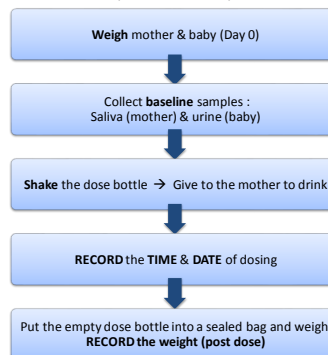 Weigh mother & baby (Day 0)
Collect baseline samples :
Saliva (mother) & urine (baby)
Shake the dose bottle → Give to the mother to drink
RECORD the TIME & DATE of dosing
Put the empty dose bottle into a sealed bag and weigh
RECORD the weight (post dose)